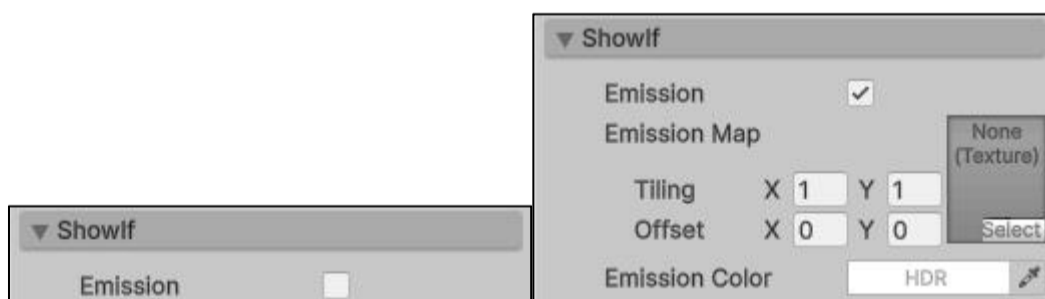 ShowIf
Emission
ShowIf
Emission
Emission Map
None
(Texture)
Tiling X 1 Y 1
Offset X 0 Y 0
Select
Emission Color HDR